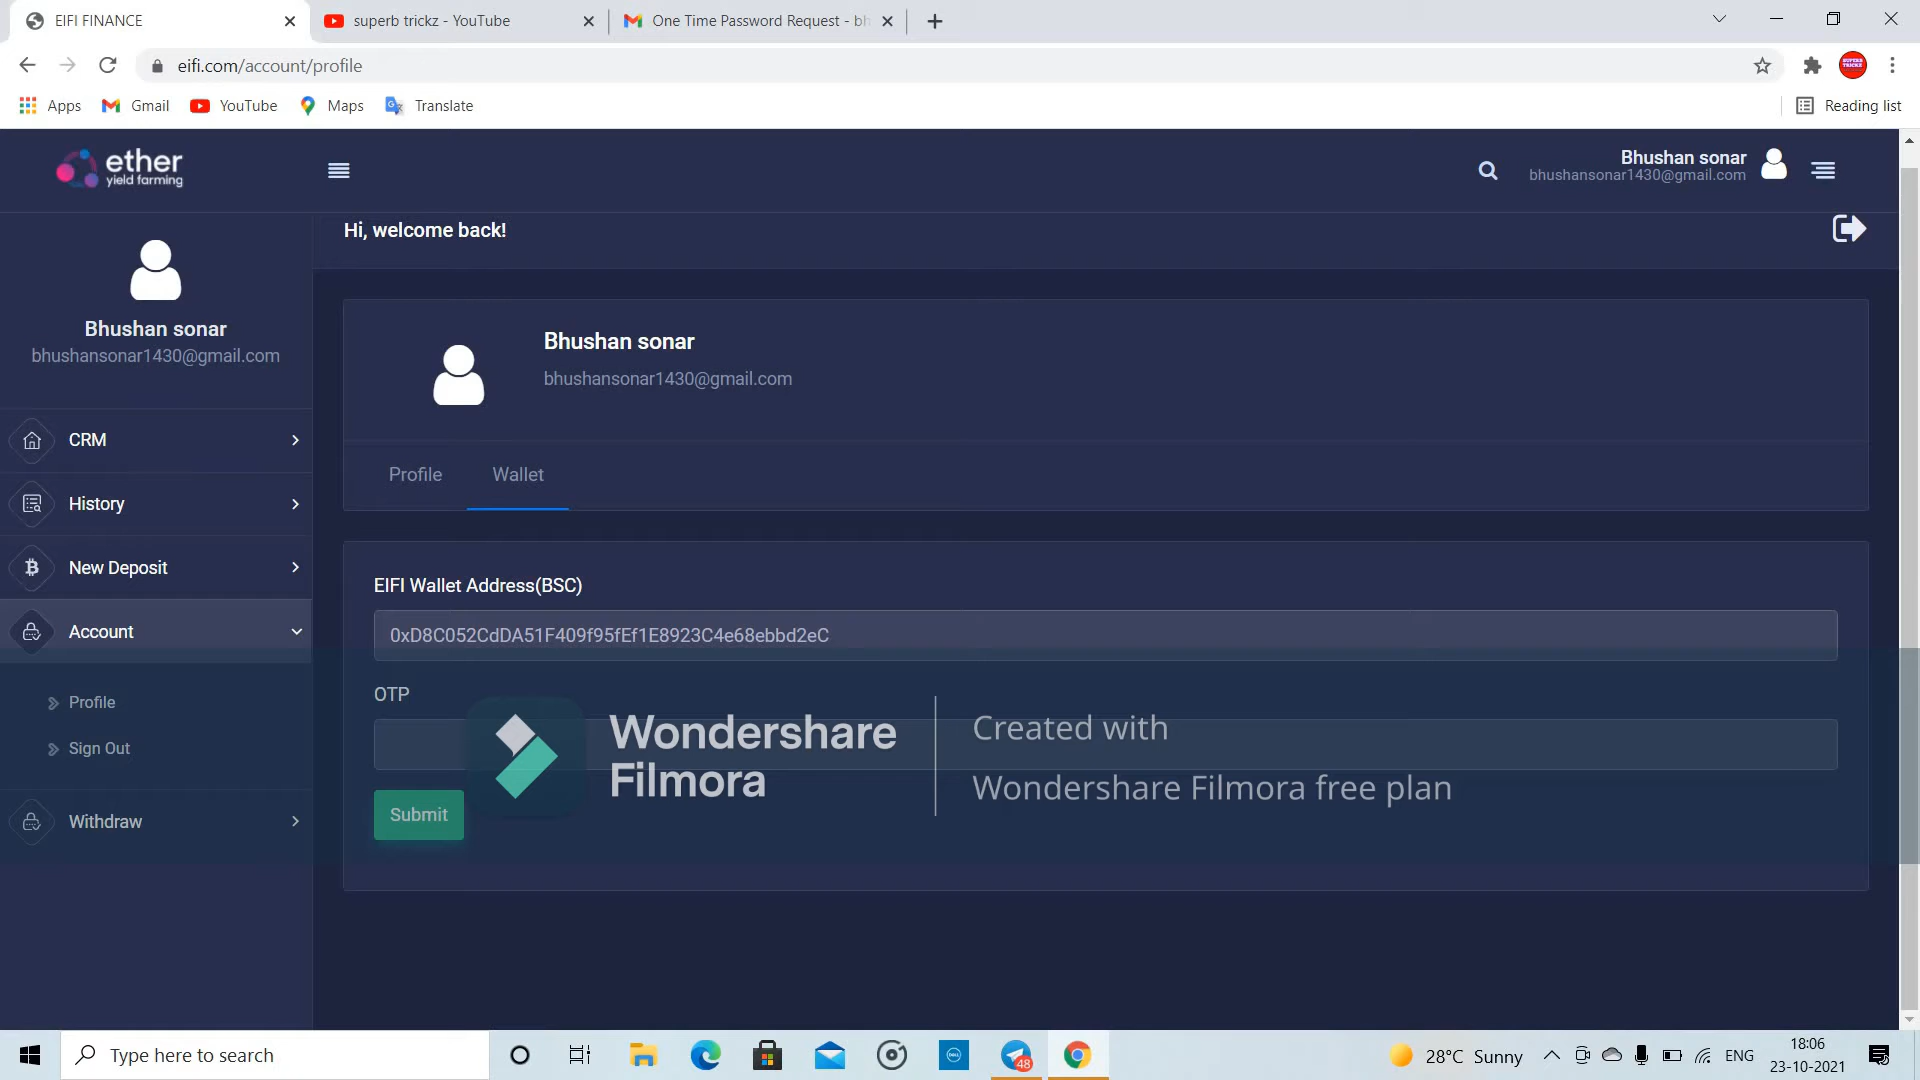 EIFI FINANCE
superb trickz - YouTube
One Time Password Request - bh
eifi.com/account/profile
Apps
Gmail
YouTube
Maps
Translate
Reading list
ether
yield farming
Bhushan sonar
bhushansonar1430@gmail.com
Hi, welcome back!
Bhushan sonar
bhushansonar1430@gmail.com
CRM
History
New Deposit
Account
Profile
Sign Out
Withdraw
Bhushan sonar
bhushansonar1430@gmail.com
Profile
Wallet
EIFI Wallet Address(BSC)
0xD8C052CdDA51F409f95fEf1E8923C4e68ebbd2eC
OTP
Submit
Wondershare
Filmora
Created with
Wondershare Filmora free plan
Type here to search
48
28°C Sunny
ENG
18:06
23-10-2021